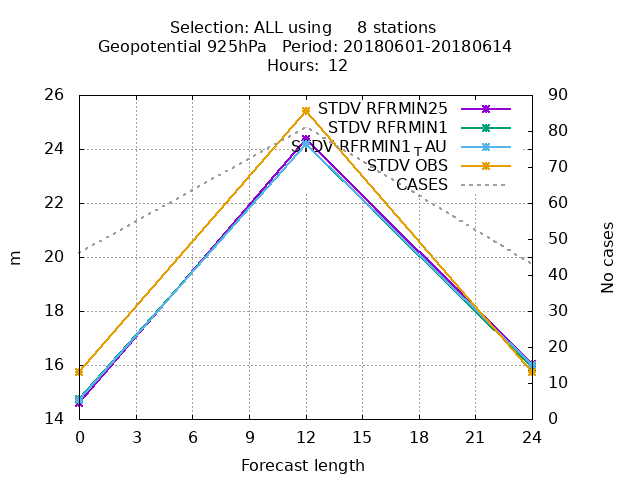 Selection: ALL using     8 stations
Geopotential 925hPa   Period: 20180601-20180614
Hours:  12
26
24
22
20
18
16
14
m
90
80
70
60
50
40
30
20
10
0
No cases
STDV RFRMIN25
STDV RFRMIN1
STDV RFRMIN1TAU
STDV OBS
CASES
0 3 6 9 12 15 18 21 24
Forecast length